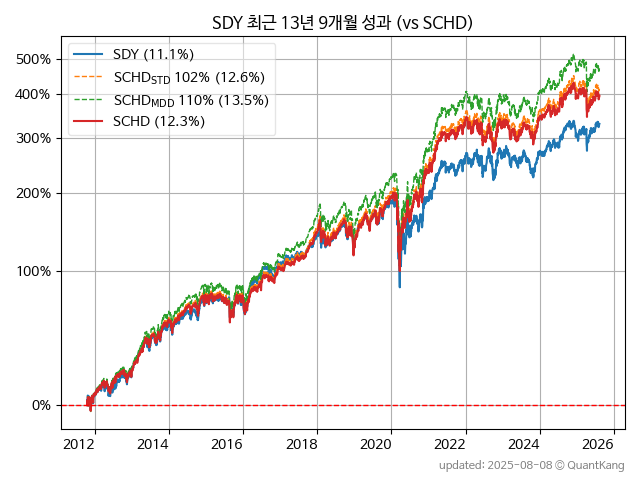 SDY 최근 13년 9개월 성과 (vs SCHD)
SDY (11.1%)
SCHD_STD 102% (12.6%)
SCHD_MDD 110% (13.5%)
SCHD (12.3%)
500%
400%
300%
200%
100%
0%
2012 2014 2016 2018 2020 2022 2024 2026
updated: 2025-08-08 © QuantKang